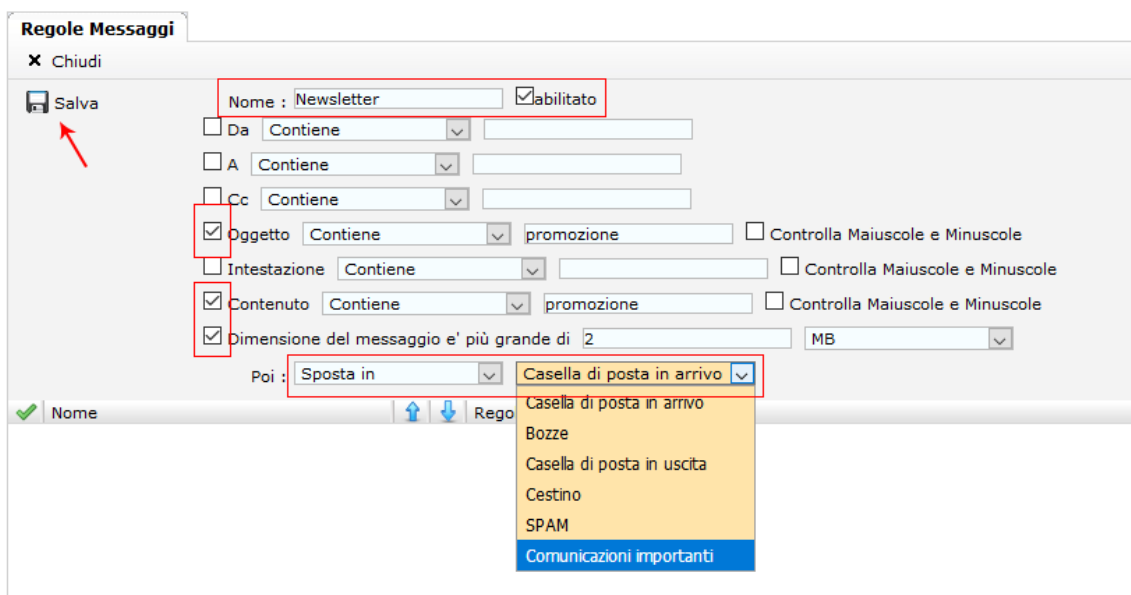 Regole Messaggi
× Chiudi
Salva
Nome : Newsletter abilitato
Da Contiene
A Contiene
Cc Contiene
Oggetto Contiene promozione Controlla Maiuscole e Minuscole
Intestazione Contiene Controlla Maiuscole e Minuscole
Contenuto Contiene promozione Controlla Maiuscole e Minuscole
Dimensione del messaggio e' più grande di 2 MB
Poi : Sposta in Casella di posta in arrivo
Casella di posta in arrivo
Nome Rego
Bozze
Casella di posta in uscita
Cestino
SPAM
Comunicazioni importanti